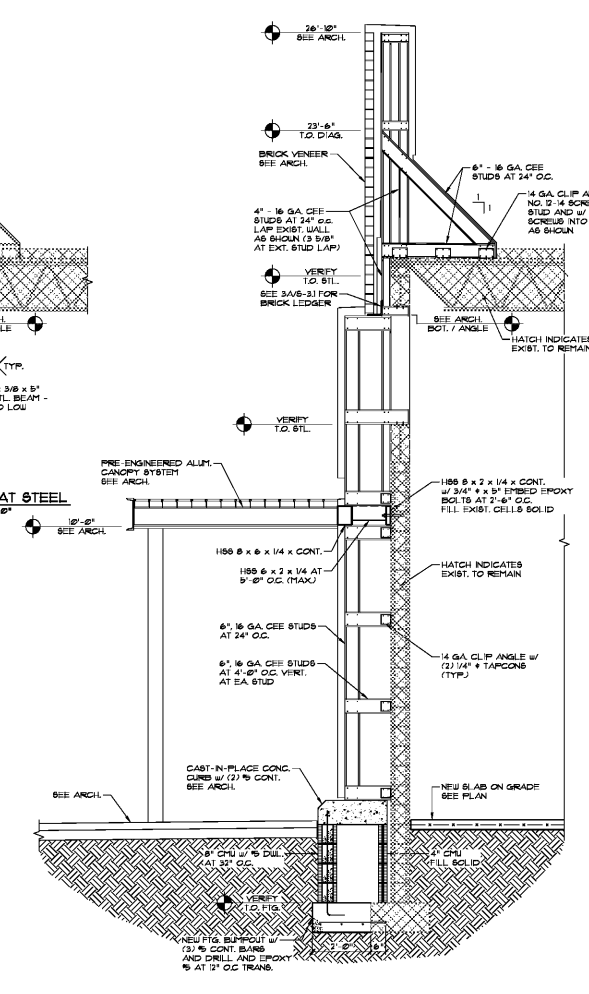 26'-10"
SEE ARCH.
23'-6"
T.O. DIAG.
BRICK VENEER
SEE ARCH.
6" - 16 GA. CEE
STUDS AT 24" O.C.
1
1
14 GA. CLIP
NO. 12-14
STUD AND w/
SCREWS INTO
AS SHOWN
4" - 16 GA. CEE
STUDS AT 24" o.c.
LAP EXIST. WALL
AS SHOWN (3 5/8"
AT EXT. STUD LAP)
VERIFY
T.O. STL.
SEE 3A/S-3.1 FOR
BRICK LEDGER
SEE ARCH.
BOT. / ANGLE
HATCH INDICATES
EXIST. TO REMAIN
TYP.
x 3/8 x 5"
BEAM -
LOW
VERIFY
T.O. STL.
PRE-ENGINEERED ALUM.
CANOPY SYSTEM
SEE ARCH.
HSS 8 x 2 x 1/4 x CONT.
w/ 3/4" ϕ x 5" EMBED EPOXY
BOLTS AT 2'-6" O.C.
FILL EXIST. CELLS SOLID
AT STEEL
10'-0"
SEE ARCH.
HSS 8 x 6 x 1/4 x CONT.
HSS 6 x 2 x 1/4 AT
5'-0" O.C. (MAX.)
HATCH INDICATES
EXIST. TO REMAIN
6", 16 GA. CEE STUDS
AT 24" O.C.
6", 16 GA. CEE STUDS
AT 4'-0" O.C. VERT.
AT EA. STUD
14 GA. CLIP ANGLE w/
(2) 1/4" ϕ TAPCONS
(TYP.)
CAST-IN-PLACE CONC.
CURB w/ (2) #5 CONT.
SEE ARCH.
SEE ARCH.
NEW SLAB ON GRADE
SEE PLAN
8" CMU w/ #5 DWL.
AT 32" O.C.
4" CMU
FILL SOLID
VERIFY
T.O. FTG.
NEW FTG. BUMPOUT w/
(3) #5 CONT. BARS
AND DRILL AND EPOXY
#5 AT 12" O.C TRANS.
2'-0"
6"